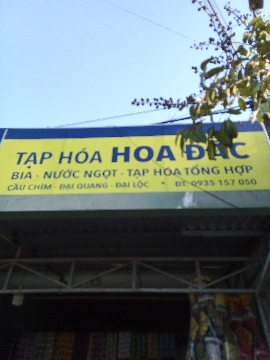 TẠP HÓA HOA ĐẮC
BIA - NƯỚC NGỌT - TẠP HÓA TỔNG HỢP
CẦU CHÌM - ĐẠI QUANG - ĐẠI LỘC * ĐT: 0935 157 050